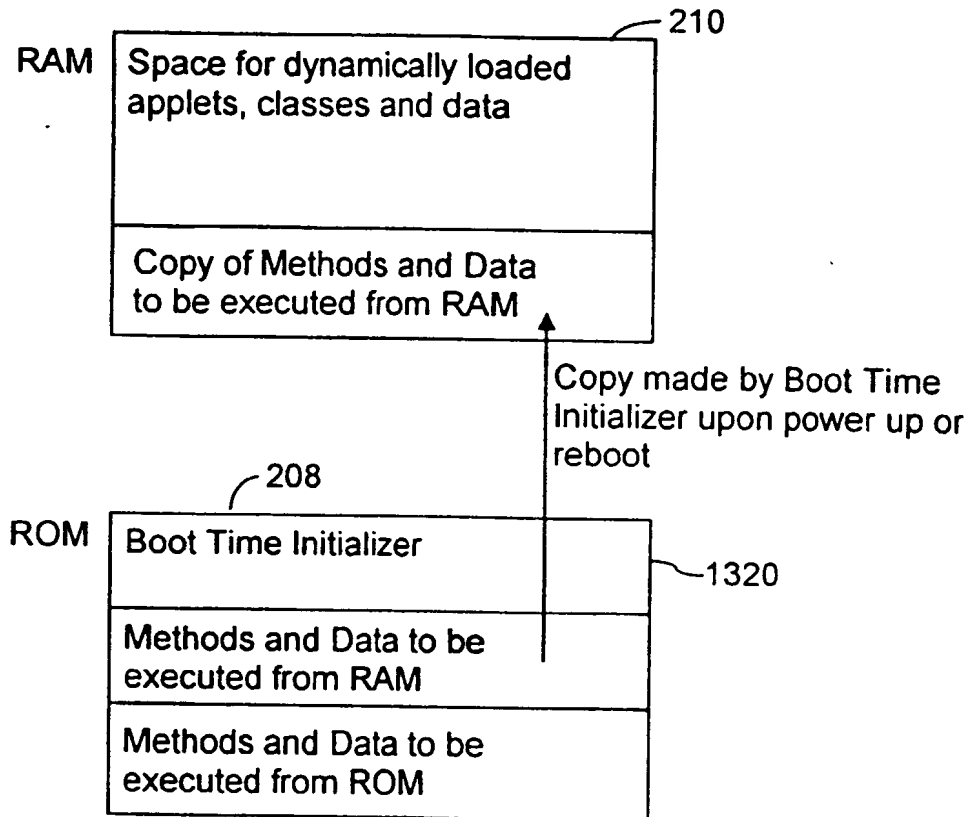 210
RAM
Space for dynamically loaded
applets, classes and data
Copy of Methods and Data
to be executed from RAM
Copy made by Boot Time
Initializer upon power up or
reboot
208
ROM
Boot Time Initializer
1320
Methods and Data to be
executed from RAM
Methods and Data to be
executed from ROM